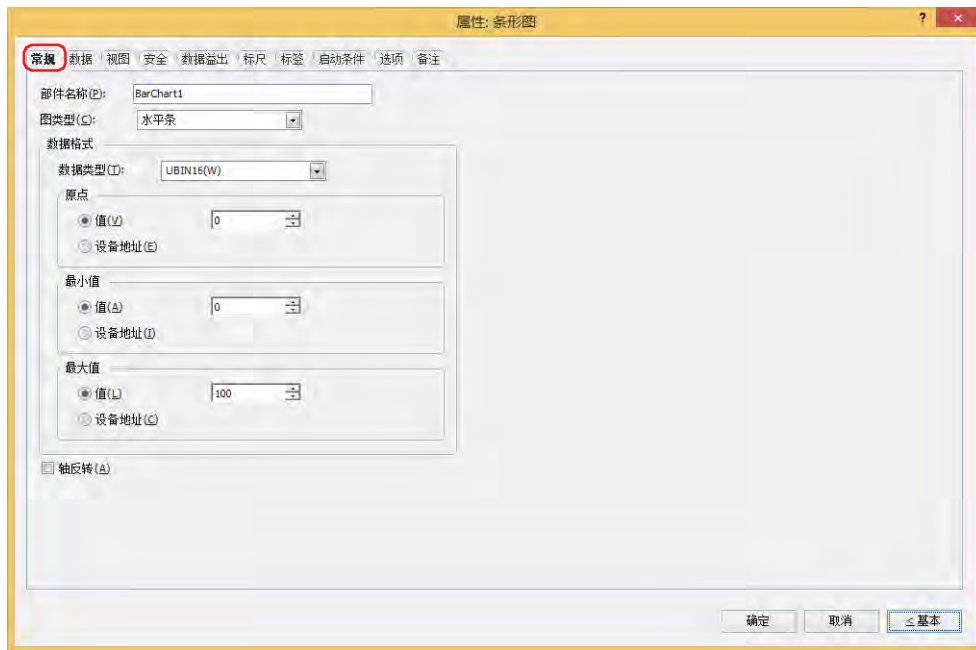 属性: 条形图 ? ×
常规 数据 视图 安全 数据溢出 标尺 标签 启动条件 选项 备注
部件名称(P): BarChart1
图类型(C): 水平条
数据格式
数据类型(T): UBIN16(W)
原点
值(V) 0
设备地址(E)
最小值
值(A) 0
设备地址(I)
最大值
值(L) 100
设备地址(C)
轴反转(A)
确定 取消 ≤基本